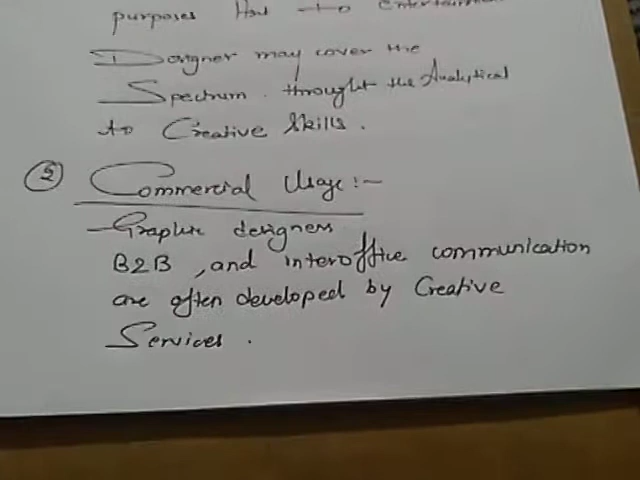 purposes
Designer may cover the
Spectrum. throught the Analytical
to Creative Skills.
② Commercial Usage :-
- Graphic designers
B2B, and interoffice communication
are often developed by Creative
Services.